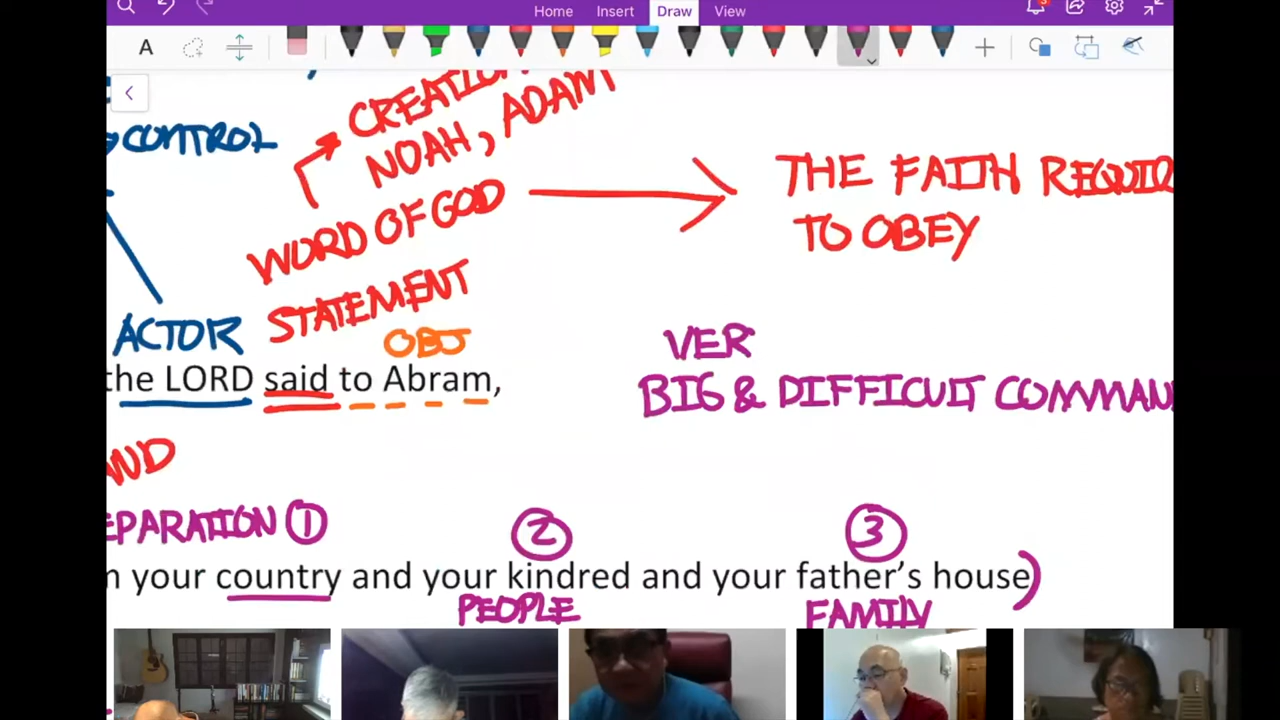 Home Insert Draw View
A
CREATION
CONTROL
NOAH, ADAM
THE FAITH REQUIR
WORD OF GOD
TO OBEY
STATEMENT
ACTOR
OBJ
VER
the LORD said to Abram,
BIG & DIFFICULT COMMAN
AND
EPARATION 1 2 3
your country and your kindred and your father's house)
PEOPLE FAMILY